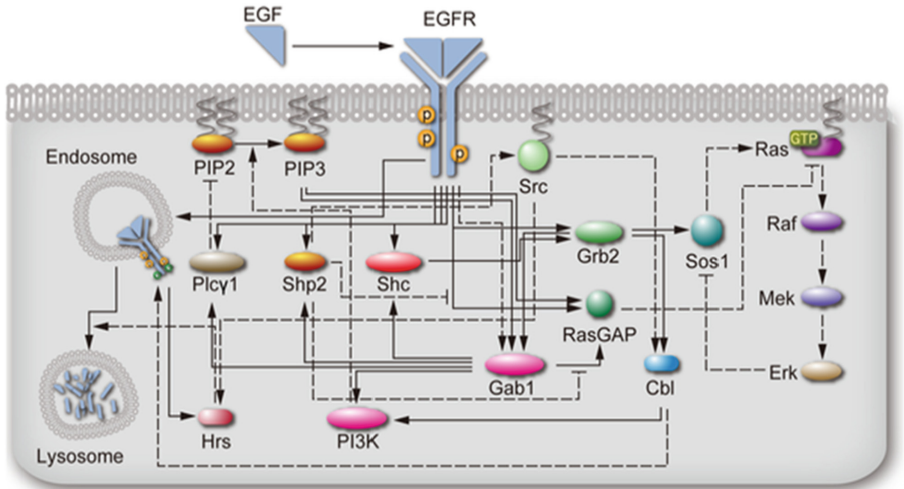 EGF
EGFR
P
P
P
PIP2
PIP3
Src
GTP
Ras
Endosome
Raf
Plcγ1
Shp2
Shc
Grb2
Sos1
Mek
RasGAP
Gab1
Cbl
Erk
Hrs
PI3K
Lysosome